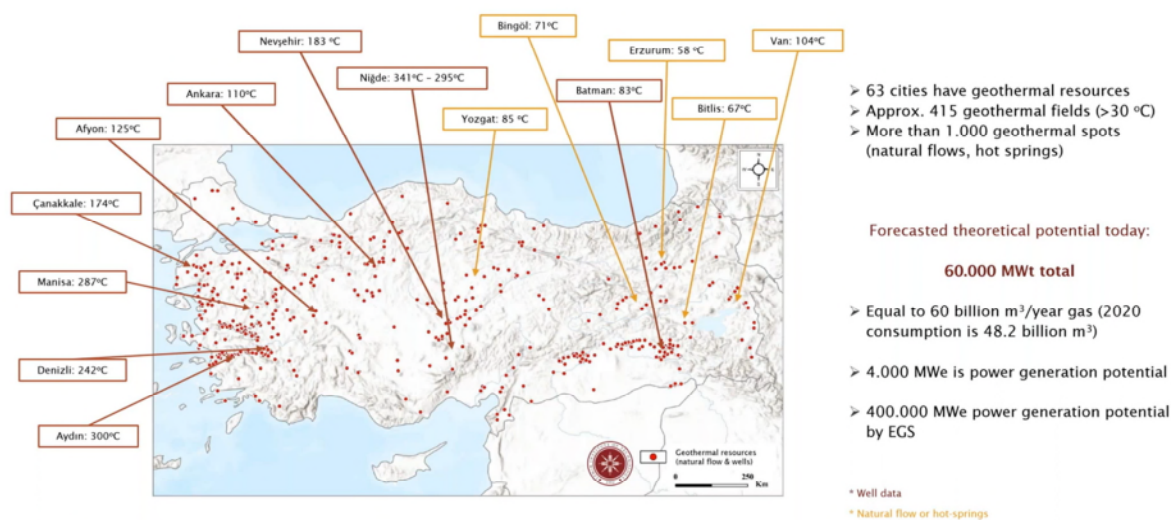 Bingöl: 71ºC
Nevşehir: 183 ºC
Erzurum: 58 ºC
Van: 104ºC
Niğde: 341ºC – 295ºC
Ankara: 110ºC
Batman: 83ºC
Bitlis: 67ºC
Yozgat: 85 ºC
Afyon: 125ºC
Çanakkale: 174ºC
Manisa: 287ºC
Denizli: 242ºC
Aydın: 300ºC
N
Geothermal resources
(natural flow & wells)
0 250
Km
➢ 63 cities have geothermal resources
➢ Approx. 415 geothermal fields (>30 ºC)
➢ More than 1.000 geothermal spots
(natural flows, hot springs)
Forecasted theoretical potential today:
60.000 MWt total
➢ Equal to 60 billion m³/year gas (2020
consumption is 48.2 billion m³)
➢ 4.000 MWe is power generation potential
➢ 400.000 MWe power generation potential
by EGS
* Well data
* Natural flow or hot-springs